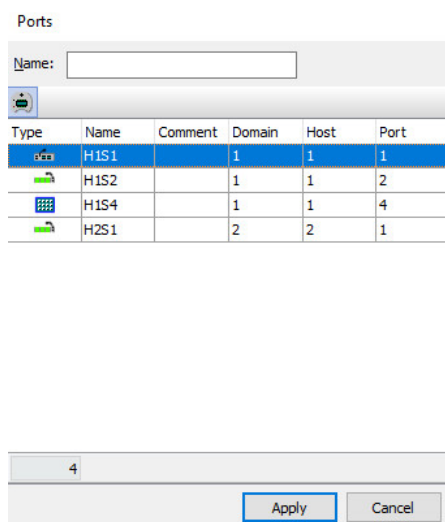 Ports
Name:
Type Name Comment Domain Host Port
H1S1 1 1 1
H1S2 1 1 2
H1S4 1 1 4
H2S1 2 2 1
4
Apply Cancel